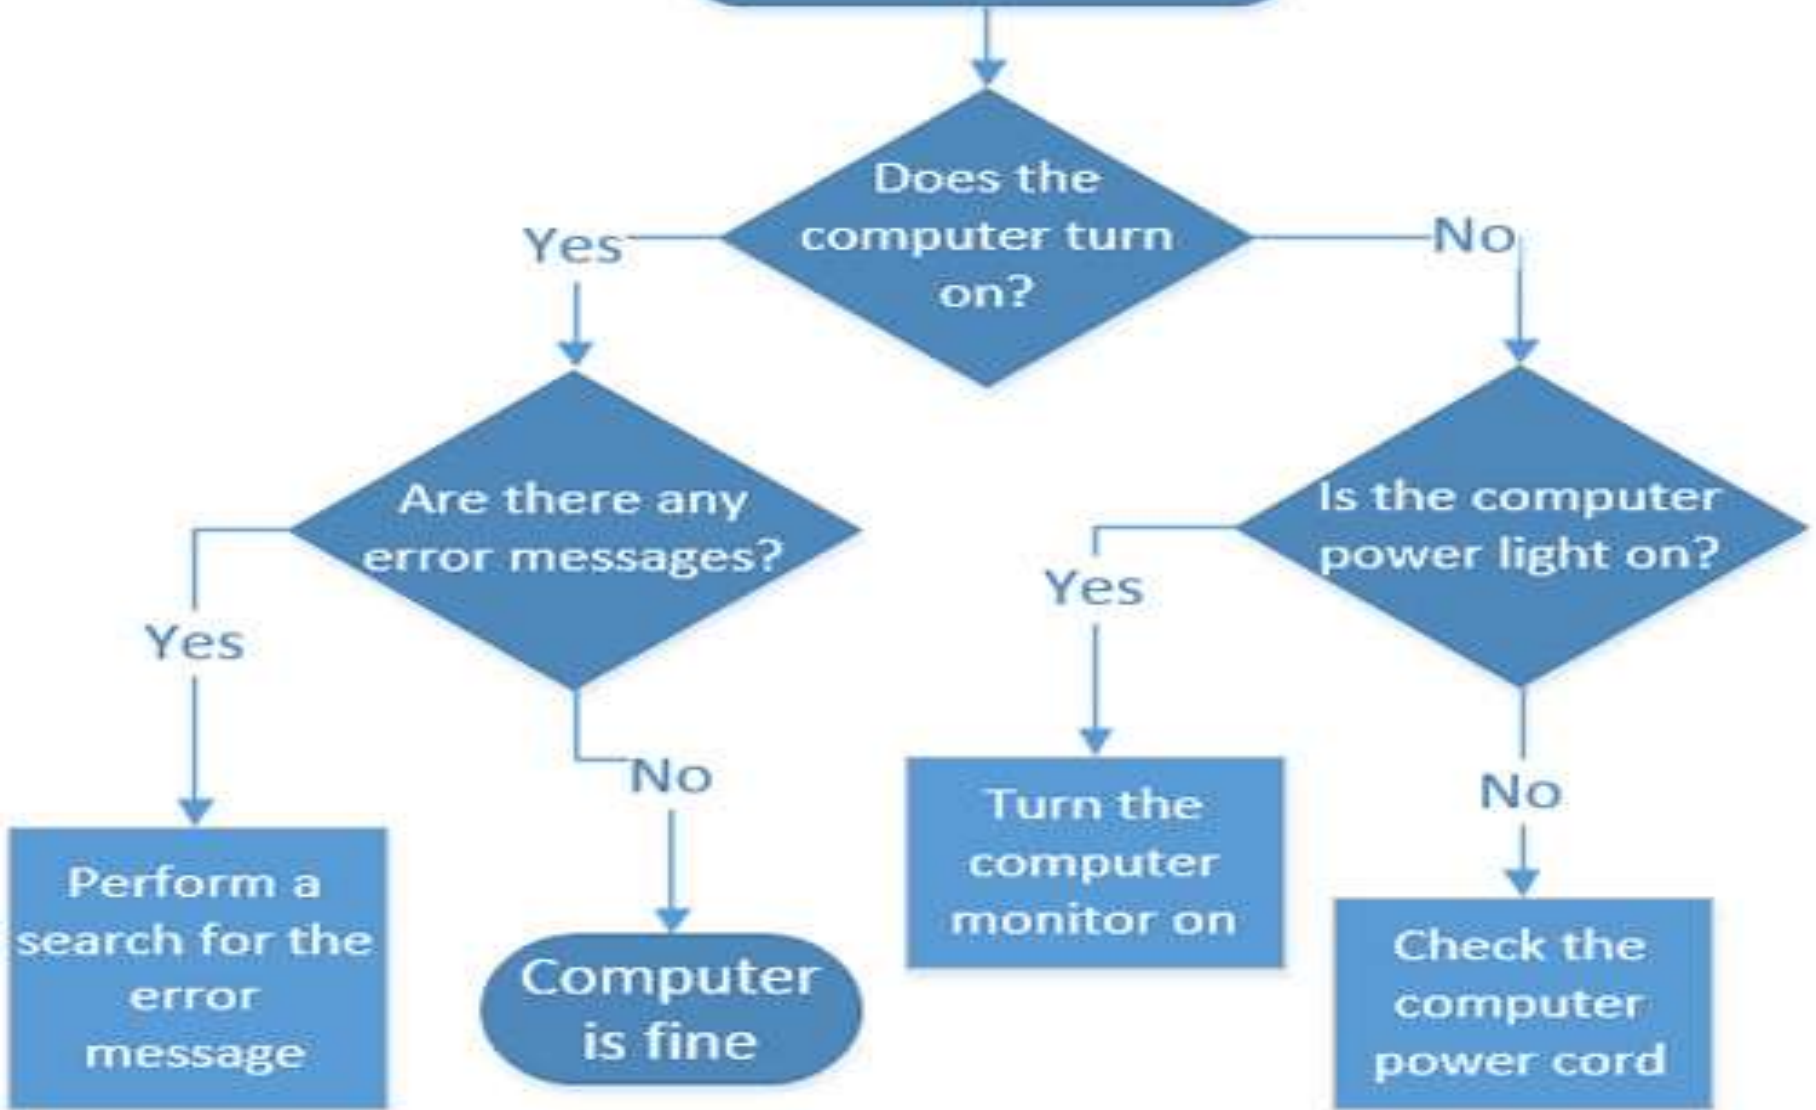 Does the
computer turn
on?
Yes
No
Are there any
error messages?
Is the computer
power light on?
Yes
No
Yes
No
Perform a
search for the
error
message
Computer
is fine
Turn the
computer
monitor on
Check the
computer
power cord